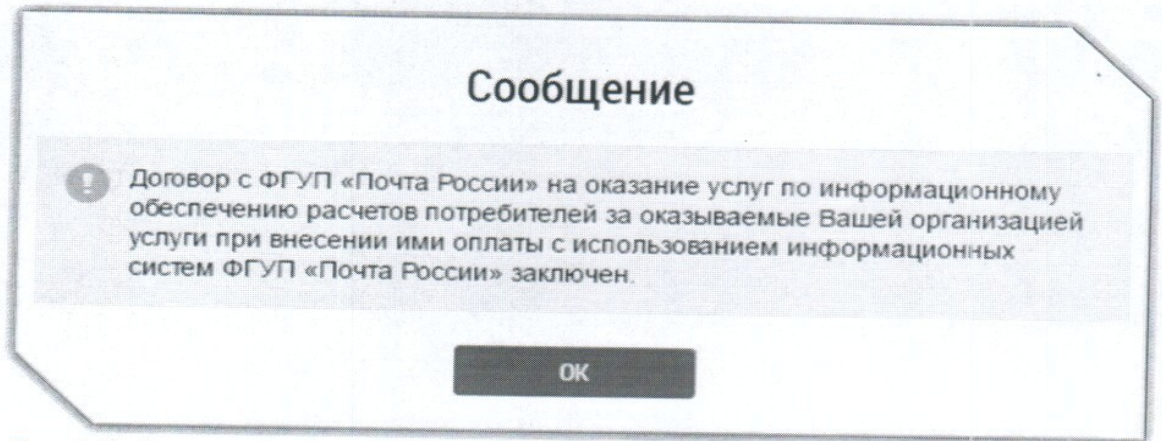 Сообщение
Договор с ФГУП «Почта России» на оказание услуг по информационному
обеспечению расчетов потребителей за оказываемые Вашей организацией
услуги при внесении ими оплаты с использованием информационных
систем ФГУП «Почта России» заключен.
ОК